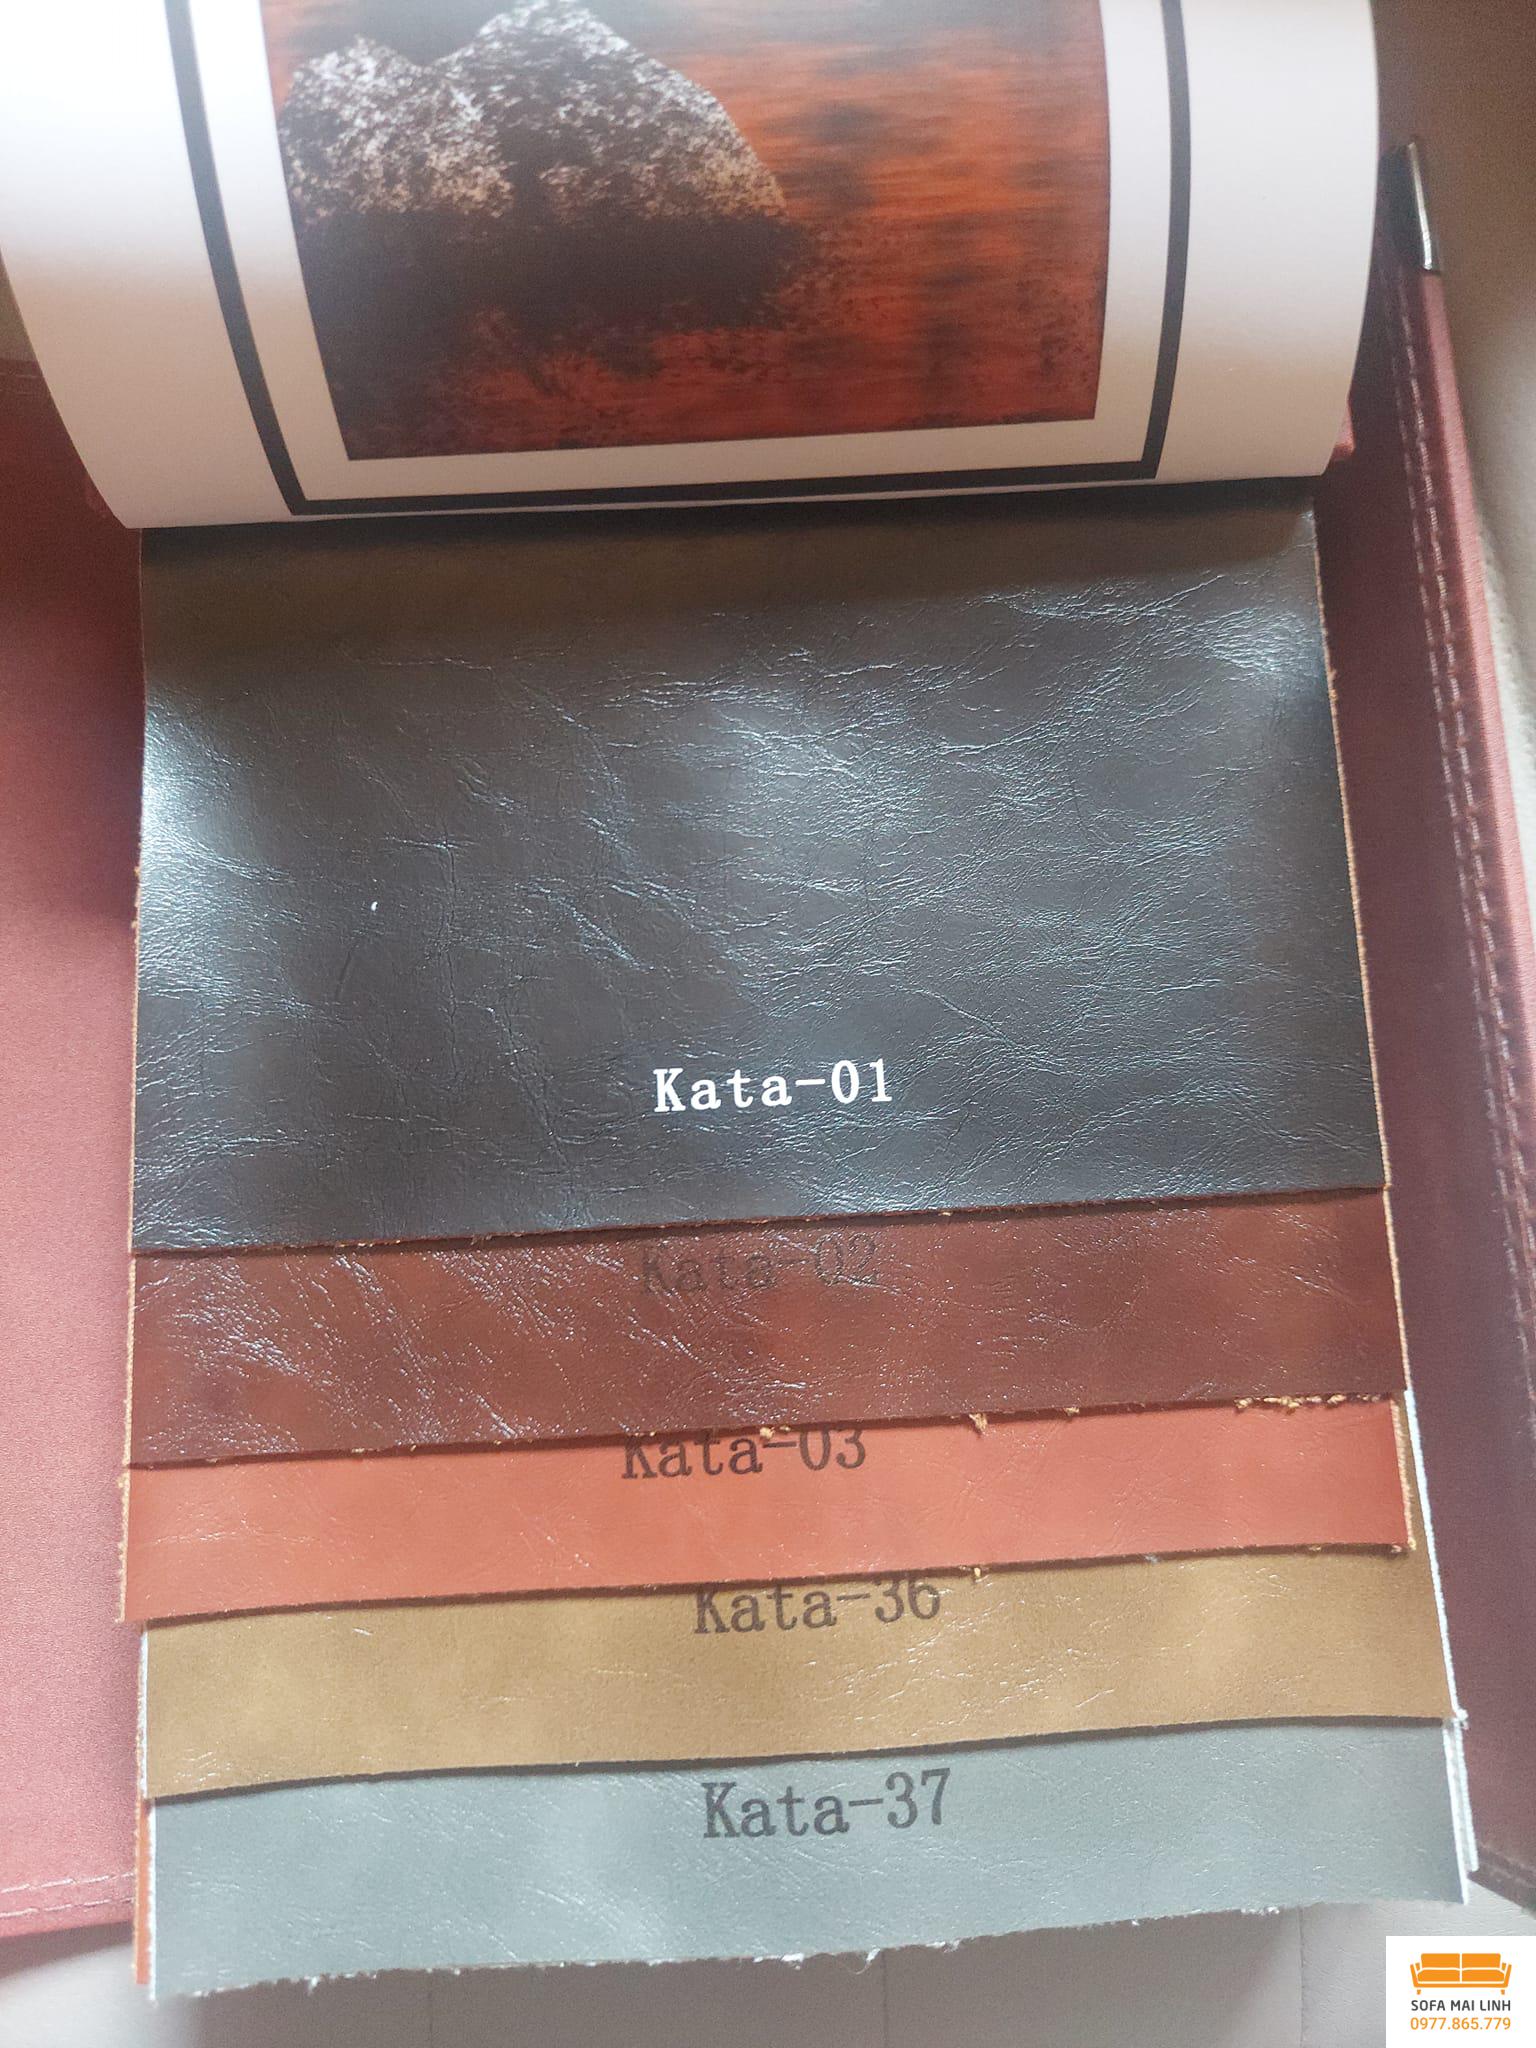 Kata-01
Kata-02
Kata-03
Kata-36
Kata-37
SOFA MAI LINH
0977.865.779